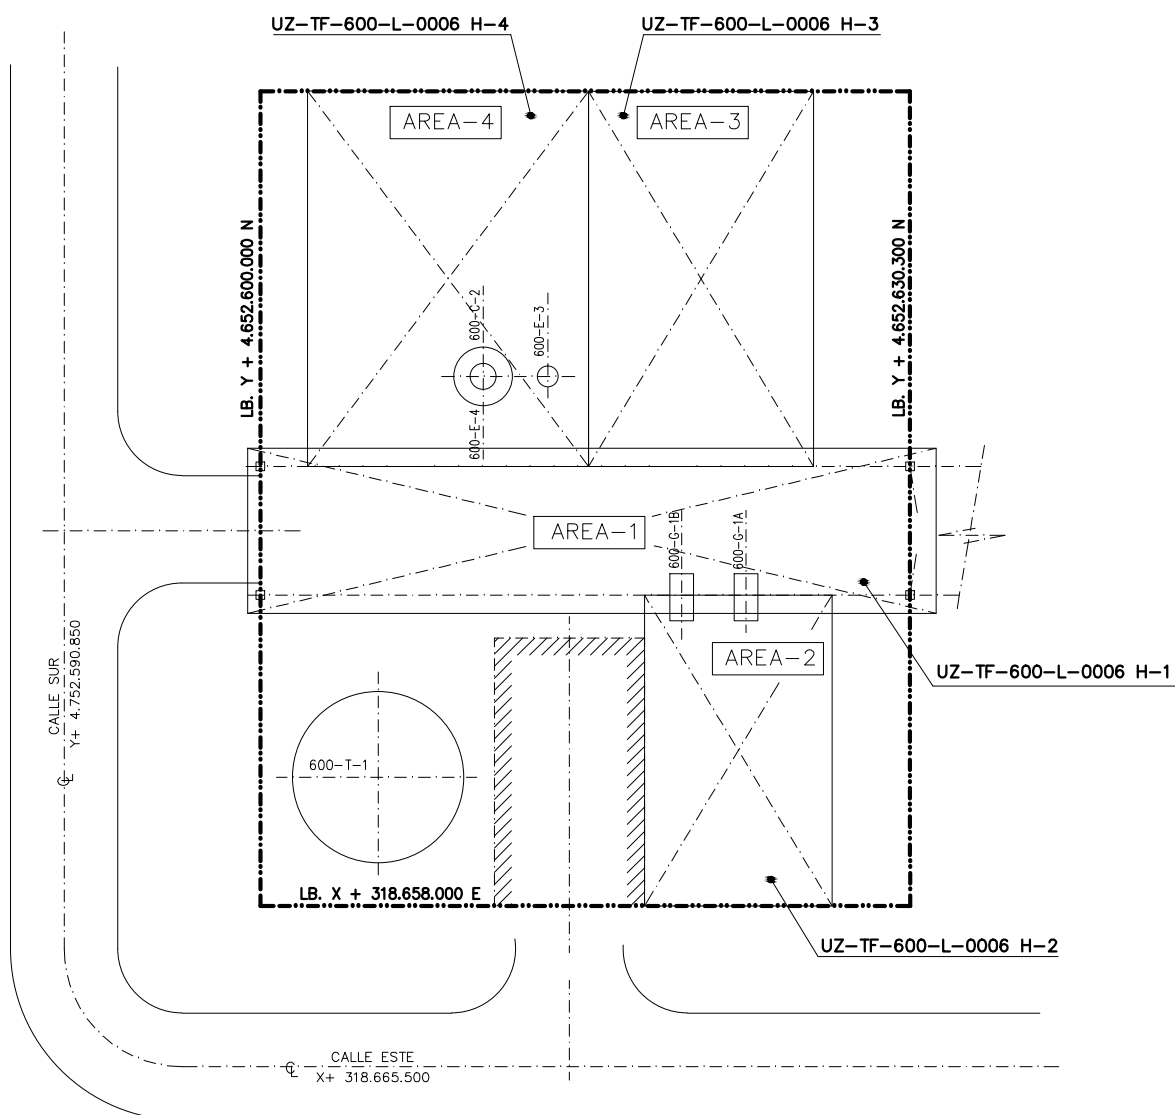 UZ-TF-600-L-0006 H-4
UZ-TF-600-L-0006 H-3
AREA-4
AREA-3
LB. Y + 4.652.600.000 N
LB. Y + 4.652.630.300 N
600-C-2
600-E-3
600-E-4
AREA-1
600-G-1B
600-G-1A
AREA-2
UZ-TF-600-L-0006 H-1
CALLE SUR
Y+ 4.752.590.850
600-T-1
LB. X + 318.658.000 E
UZ-TF-600-L-0006 H-2
CALLE ESTE
X+ 318.665.500